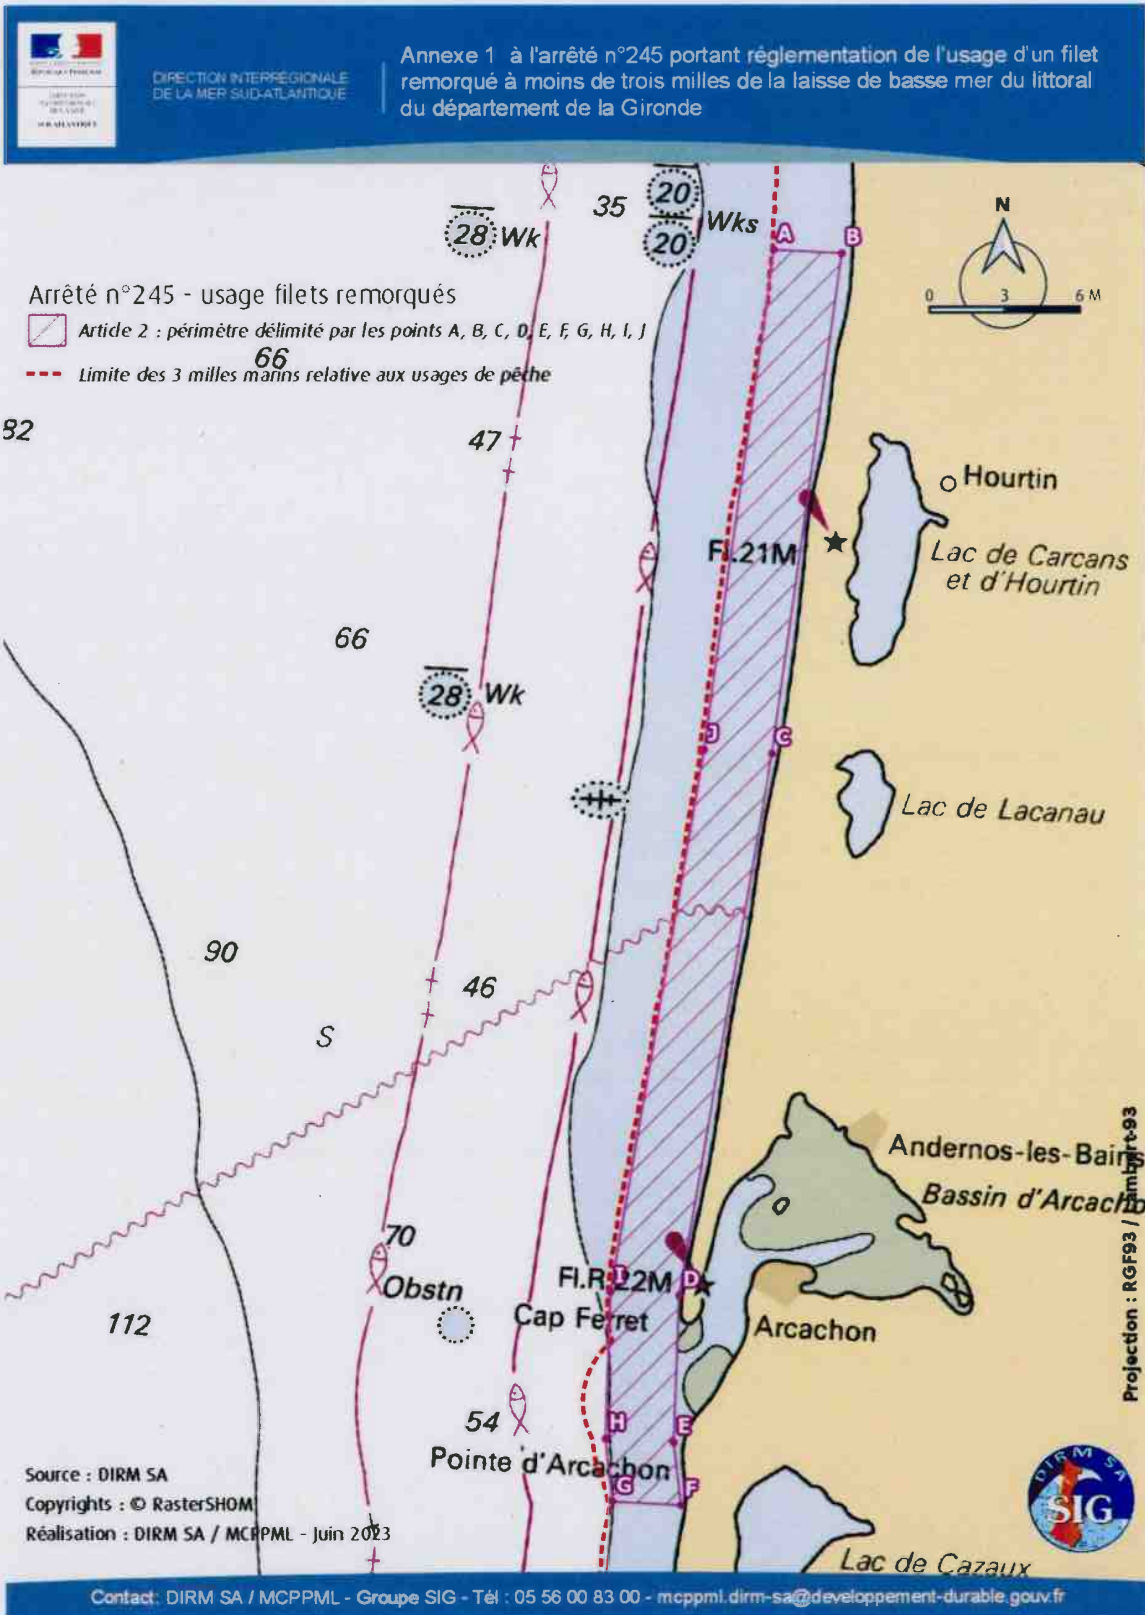 RÉPUBLIQUE FRANÇAISE
SUD-ATLANTIQUE
DIRECTION INTERRÉGIONALE
DE LA MER SUD-ATLANTIQUE
Annexe 1 à l'arrêté n°245 portant réglementation de l'usage d'un filet
remorqué à moins de trois milles de la laisse de basse mer du littoral
du département de la Gironde
35
20
20
Wks
28 Wk
A
B
N
0 3 6 M
Arrêté n°245 - usage filets remorqués
Article 2 : périmètre délimité par les points A, B, C, D, E, F, G, H, I, J
66
Limite des 3 milles marins relative aux usages de pêche
82
47
Hourtin
Fl.21M
Lac de Carcans
et d'Hourtin
66
28 Wk
J
C
Lac de Lacanau
90
46
S
Andernos-les-Bains
Bassin d'Arcacho
70
Obstn
I
Fl.R.22M
D
Cap Ferret
Arcachon
112
54
H
E
Pointe d'Arcachon
G
F
Projection : RGF93 / Lambert-93
Source : DIRM SA
Copyrights : © RasterSHOM
Réalisation : DIRM SA / MCPPML - Juin 2023
DIRM SA
SIG
Lac de Cazaux
Contact: DIRM SA / MCPPML - Groupe SIG - Tél : 05 56 00 83 00 - mcppml.dirm-sa@developpement-durable.gouv.fr